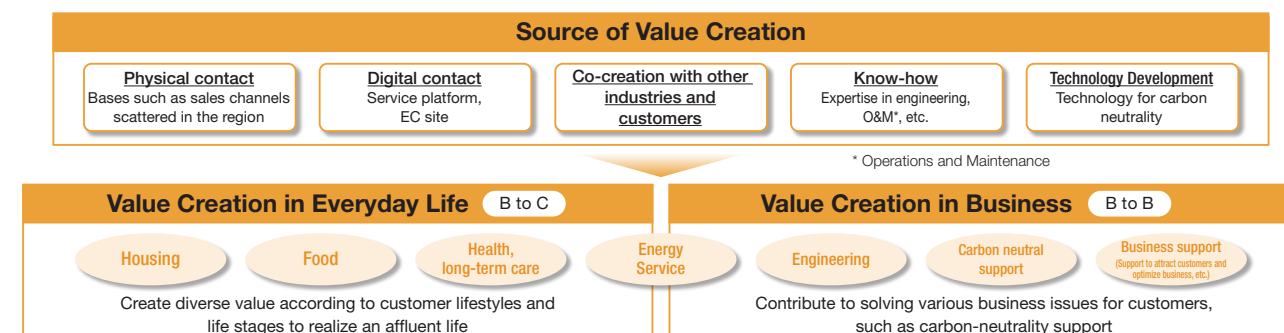 Source of Value Creation
Physical contact
Bases such as sales channels
scattered in the region
Digital contact
Service platform,
EC site
Co-creation with other
industries and
customers
Know-how
Expertise in engineering,
O&M*, etc.
Technology Development
Technology for carbon
neutrality
* Operations and Maintenance
Value Creation in Everyday Life B to C
Housing
Food
Health,
long-term care
Energy
Service
Create diverse value according to customer lifestyles and
life stages to realize an affluent life
Value Creation in Business B to B
Engineering
Carbon neutral
support
Business support
(Support to attract customers and
optimize business, etc.)
Contribute to solving various business issues for customers,
such as carbon-neutrality support